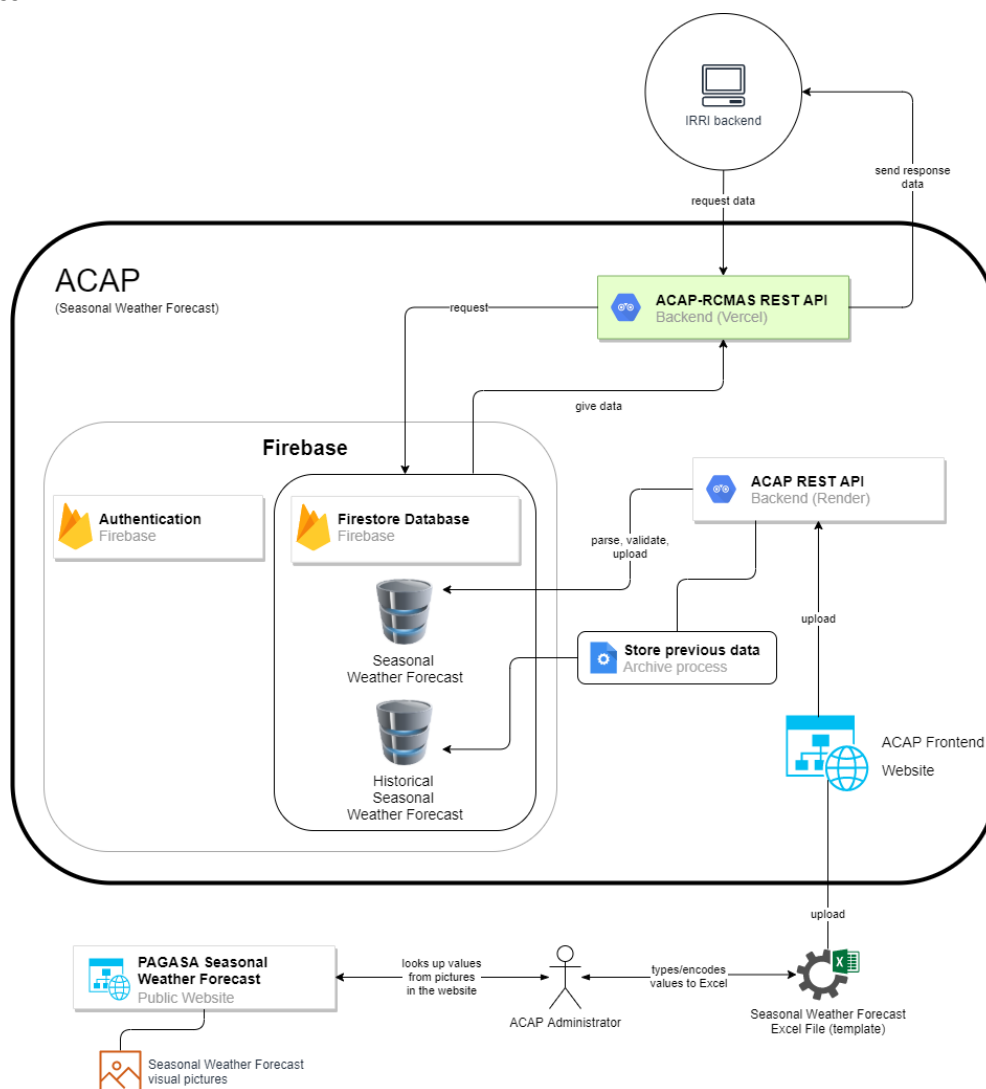 IRRI backend
send response
data
request data
ACAP
(Seasonal Weather Forecast)
ACAP-RCMAS REST API
Backend (Vercel)
request
give data
Firebase
ACAP REST API
Backend (Render)
Authentication
Firebase
Firestore Database
Firebase
parse, validate,
upload
upload
Seasonal
Weather Forecast
Store previous data
Archive process
ACAP Frontend
Website
Historical
Seasonal
Weather Forecast
upload
PAGASA Seasonal
Weather Forecast
Public Website
looks up values
from pictures
in the website
types/encodes
values to Excel
X
ACAP Administrator
Seasonal Weather Forecast
Excel File (template)
Seasonal Weather Forecast
visual pictures